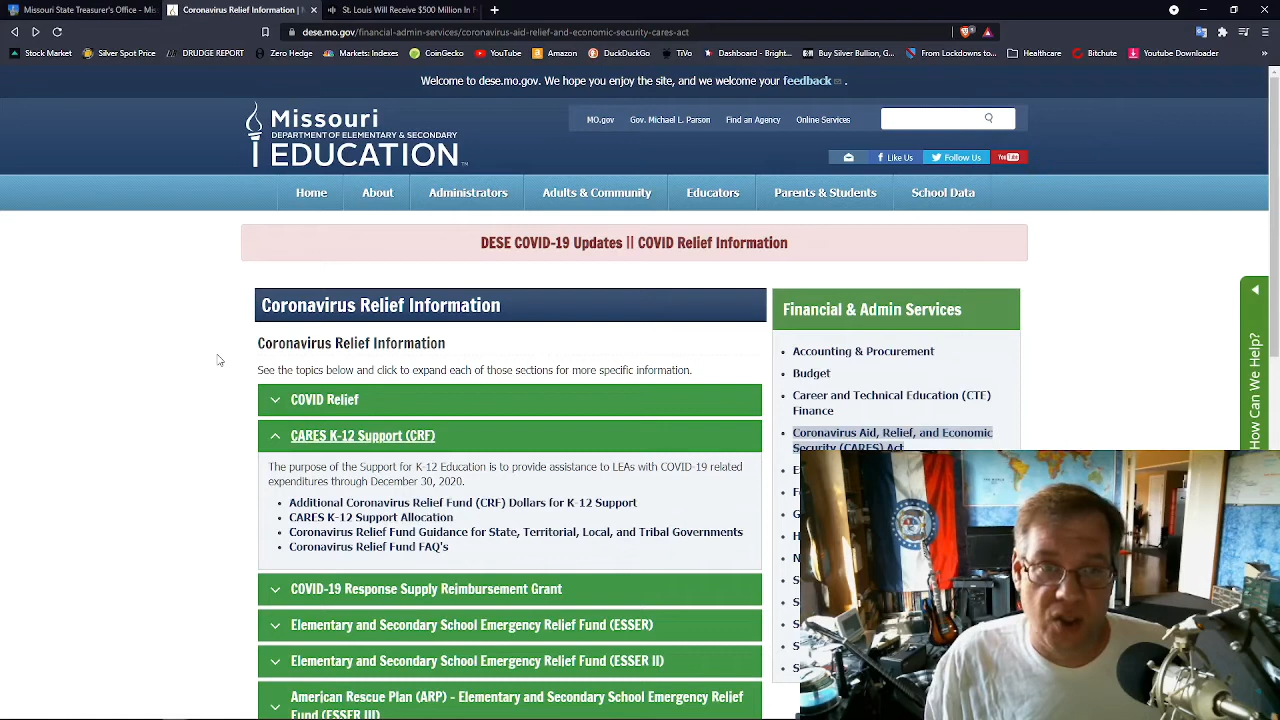 Missouri State Treasurer's Office - Mis
Coronavirus Relief Information |
St. Louis Will Receive $500 Million In F
dese.mo.gov/financial-admin-services/coronavirus-aid-relief-and-economic-security-cares-act
Stock Market
Silver Spot Price
DRUDGE REPORT
Zero Hedge
Markets
CoinGecko
YouTube
Amazon
DuckDuckGo
TiVo
Dashboard - Bright...
Buy Silver Bullion, G...
From Lockdowns to...
Healthcare
Bitchute
Youtube Downloader
Welcome to dese.mo.gov. We hope you enjoy the site, and we welcome your feedback .
Missouri
DEPARTMENT OF ELEMENTARY & SECONDARY
EDUCATION
MO.gov
Gov. Michael L. Parson
Find an Agency
Online Services
Like Us
Follow Us
You Tube
Home
About
Administrators
Adults & Community
Educators
Parents & Students
School Data
DESE COVID-19 Updates || COVID Relief Information
Coronavirus Relief Information
Coronavirus Relief Information
See the topics below and click to expand each of those sections for more specific information.
COVID Relief
CARES K-12 Support (CRF)
The purpose of the Support for K-12 Education is to provide assistance to LEAs with COVID-19 related
expenditures through December 30, 2020.
Additional Coronavirus Relief Fund (CRF) Dollars for K-12 Support
CARES K-12 Support Allocation
Coronavirus Relief Fund Guidance for State, Territorial, Local, and Tribal Governments
Coronavirus Relief Fund FAQ's
COVID-19 Response Supply Reimbursement Grant
Elementary and Secondary School Emergency Relief Fund (ESSER)
Elementary and Secondary School Emergency Relief Fund (ESSER II)
American Rescue Plan (ARP) - Elementary and Secondary School Emergency Relief
Fund (ESSER III)
Financial & Admin Services
Accounting & Procurement
Budget
Career and Technical Education (CTE)
Finance
Coronavirus Aid, Relief, and Economic
Security (CARES) Act
How Can We Help?